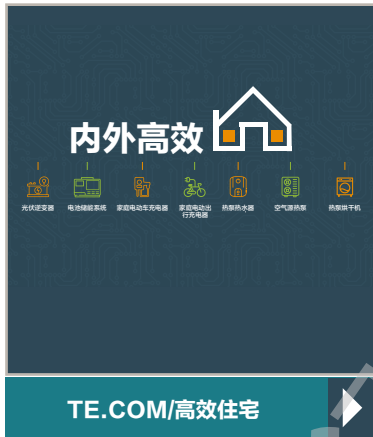 内外高效
光伏逆变器
电池储能系统
家庭电动车充电器
家庭电动出
行充电器
热泵热水器
空气源热泵
热泵烘干机
TE.COM/高效住宅